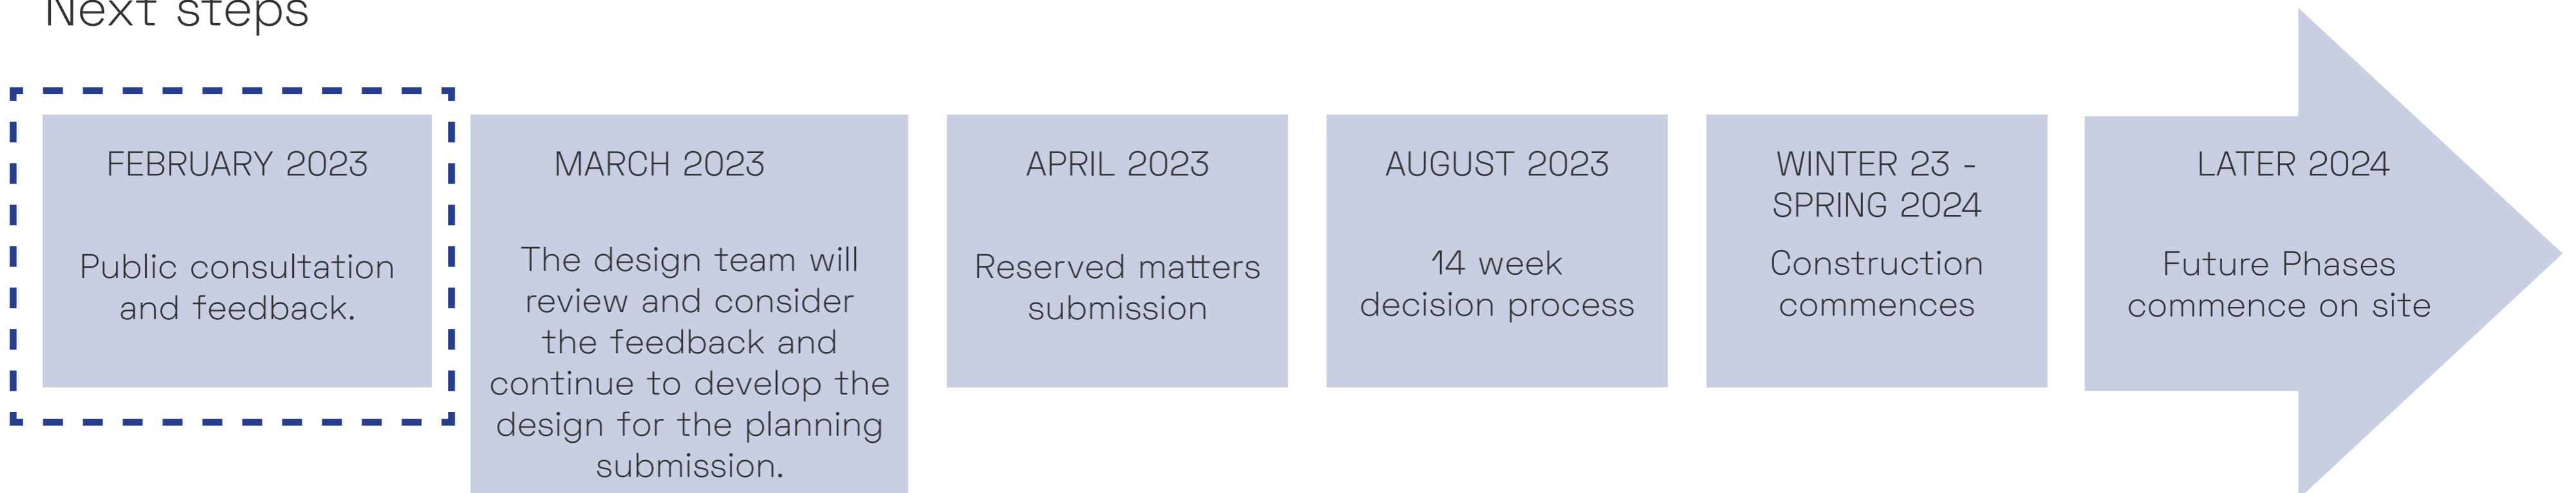 Next steps
FEBRUARY 2023
Public consultation
and feedback.
MARCH 2023
The design team will
review and consider
the feedback and
continue to develop the
design for the planning
submission.
APRIL 2023
Reserved matters
submission
AUGUST 2023
14 week
decision process
WINTER 23 -
SPRING 2024
Construction
commences
LATER 2024
Future Phases
commence on site